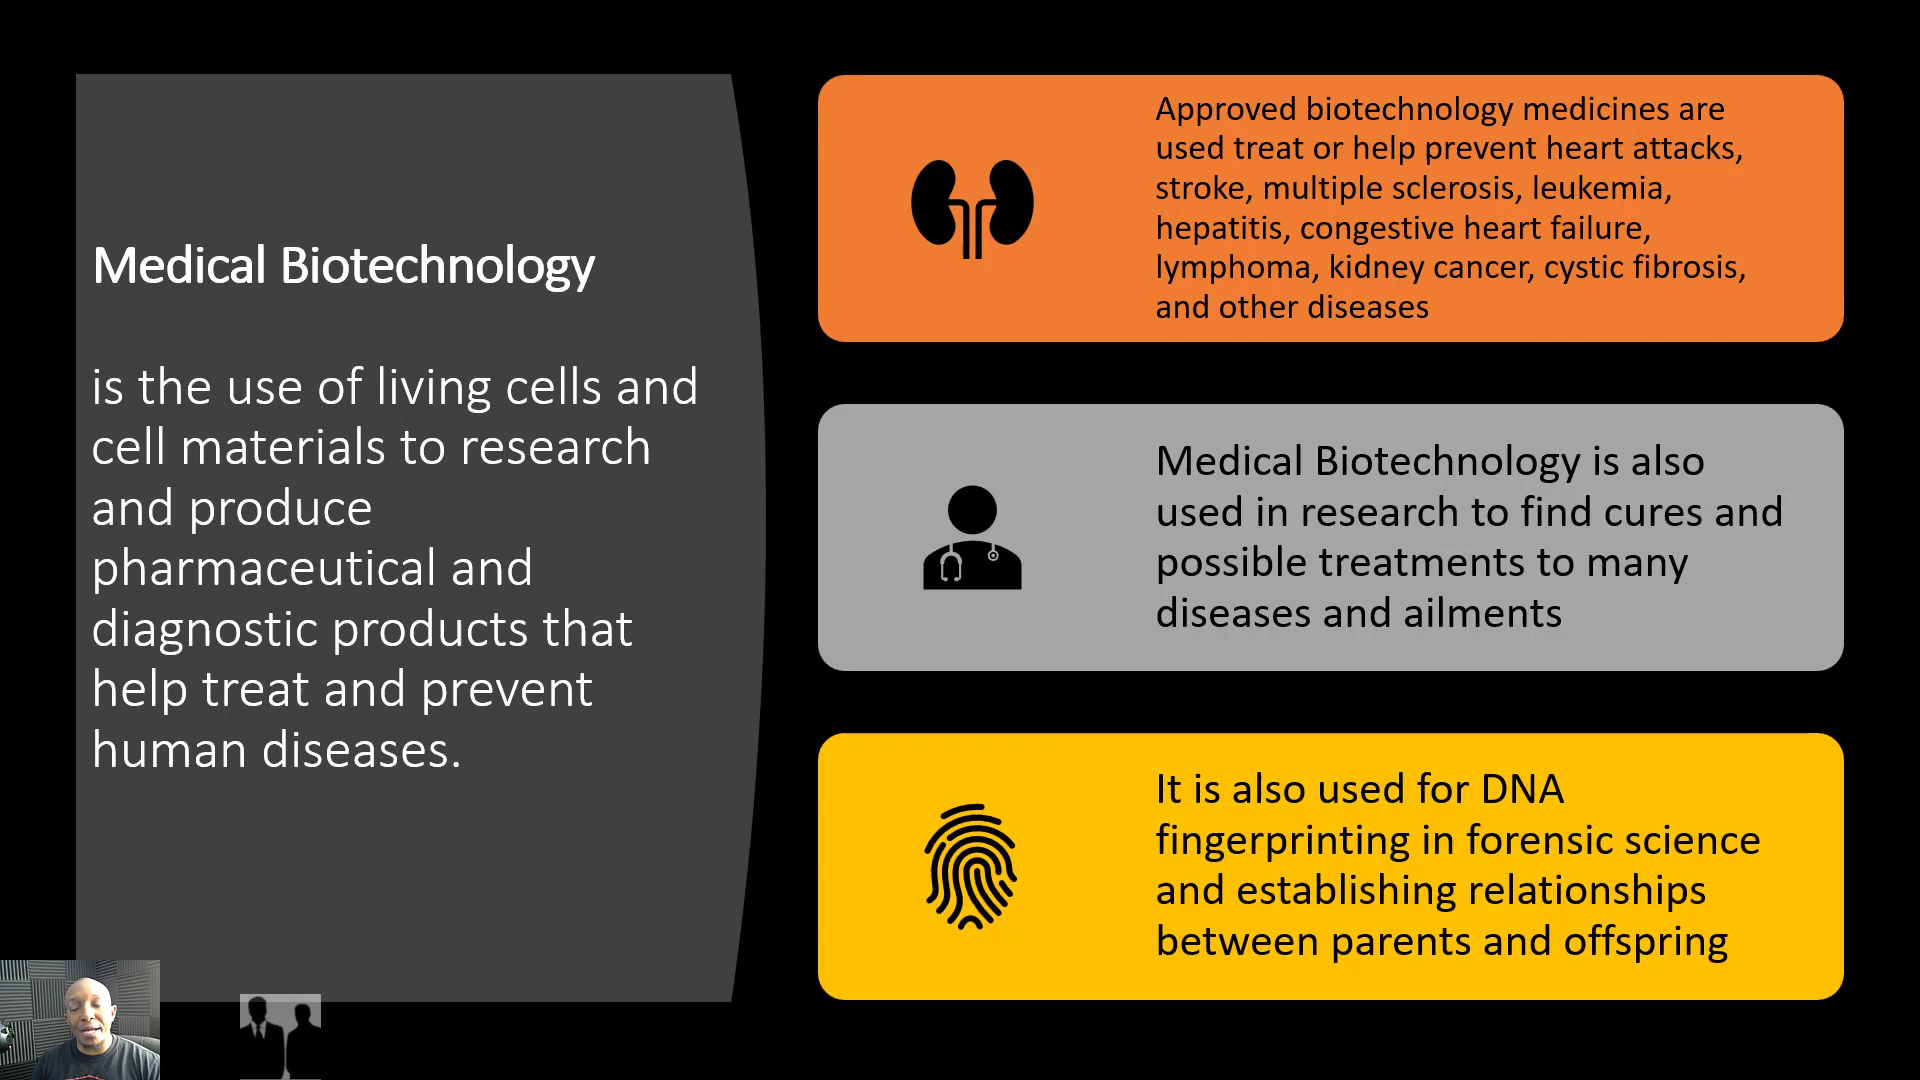 Medical Biotechnology
is the use of living cells and
cell materials to research
and produce
pharmaceutical and
diagnostic products that
help treat and prevent
human diseases.
Approved biotechnology medicines are
used treat or help prevent heart attacks,
stroke, multiple sclerosis, leukemia,
hepatitis, congestive heart failure,
lymphoma, kidney cancer, cystic fibrosis,
and other diseases
Medical Biotechnology is also
used in research to find cures and
possible treatments to many
diseases and ailments
It is also used for DNA
fingerprinting in forensic science
and establishing relationships
between parents and offspring